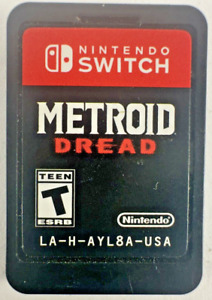 NINTENDO
SWITCH
METROID
DREAD
TEEN
T
ESRB
Nintendo
LA-H-AYL8A-USA